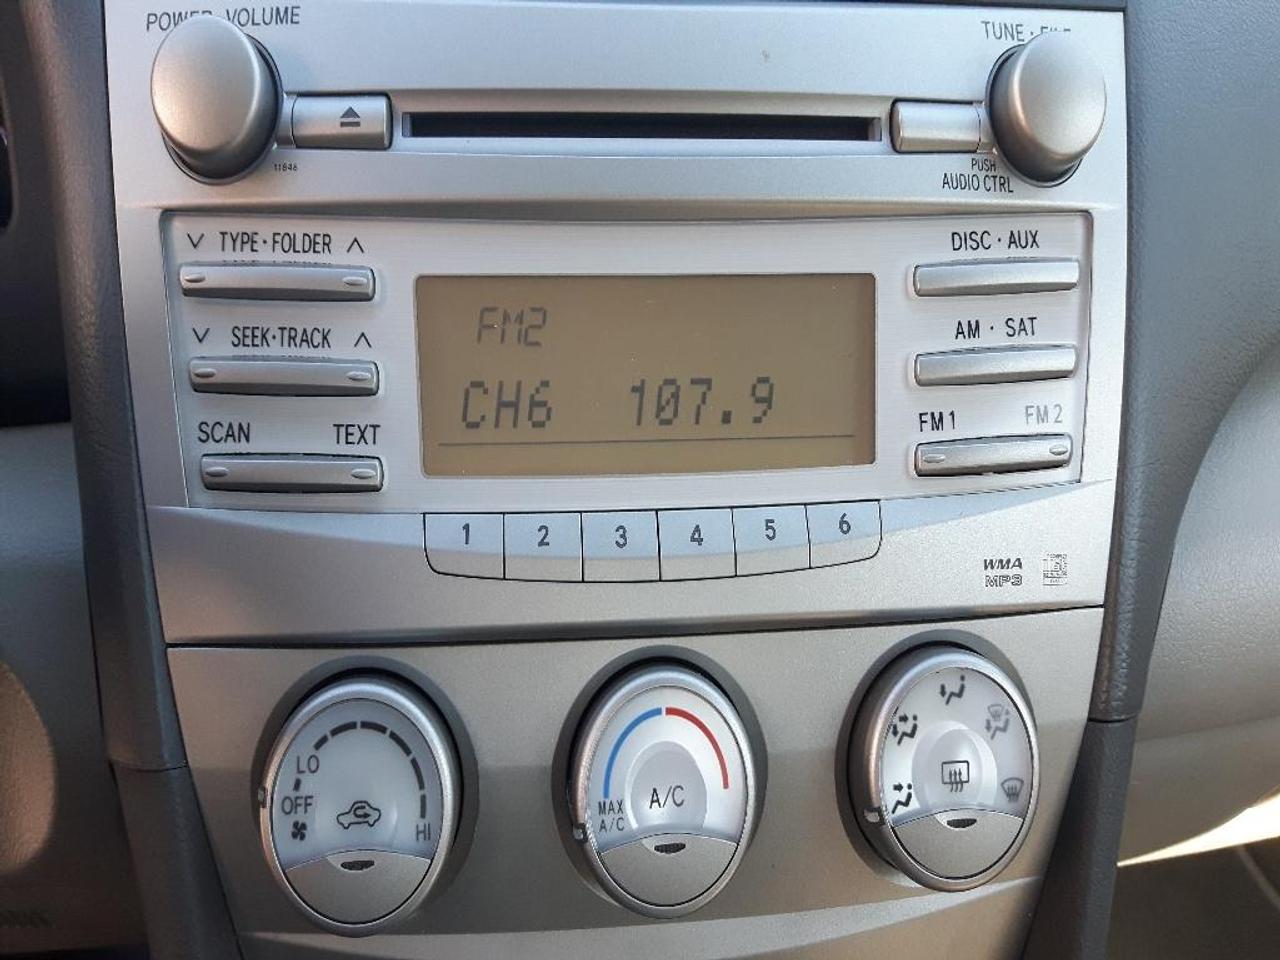 POWER·VOLUME
TUNE·FILE
11846
PUSH
AUDIO CTRL
TYPE·FOLDER
DISC·AUX
FM2
SEEK·TRACK
AM·SAT
CH6 107.9
SCAN TEXT
FM1 FM2
1 2 3 4 5 6
WMA
MP3
LO
OFF
HI
MAX
A/C
A/C